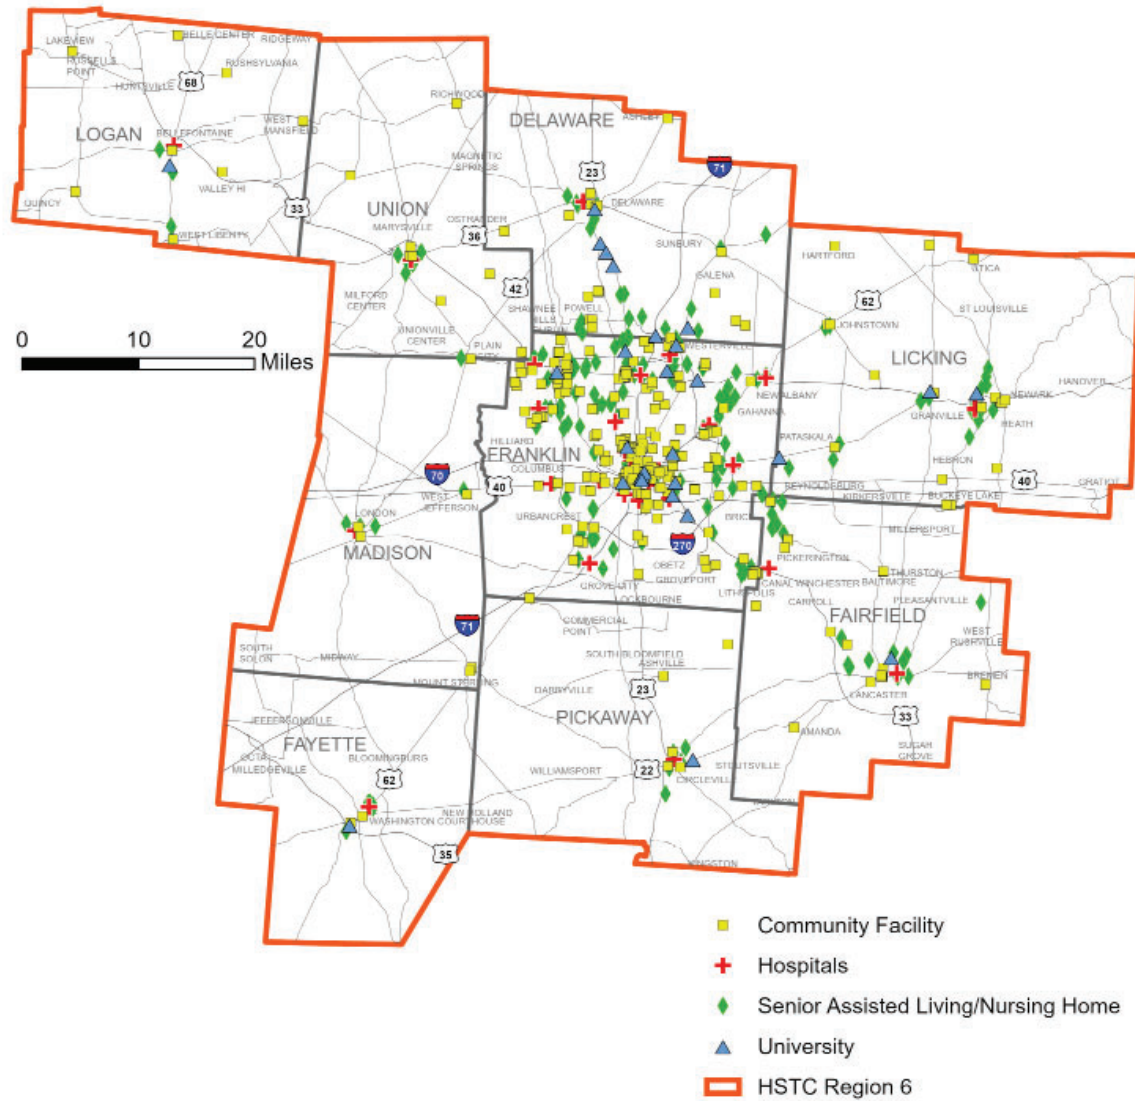 BELLE CENTER
LAKEVIEW
RIDGEWAY
RUSSELLS
POINT
RUSHSYLVANIA
68
HUNTSVILLE
RICHWOOD
LOGAN
BELLEFONTAINE
WEST
MANSFIELD
DELAWARE
ASHLEY
71
MAGNETIC
SPRINGS
23
VALLEY HI
QUINCY
33
UNION
MARYSVILLE
OSTRANDER
36
DELAWARE
WEST LIBERTY
SUNBURY
HARTFORD
UTICA
GALENA
42
MILFORD
CENTER
SHAWNEE
HILLS
POWELL
DUBLIN
62
ST LOUISVILLE
JOHNSTOWN
UNIONVILLE
CENTER
PLAIN
CITY
WESTERVILLE
LICKING
0 10 20
Miles
NEW ALBANY
HANOVER
NEWARK
GAHANNA
GRANVILLE
HEATH
HILLIARD
PATASKALA
FRANKLIN
COLUMBUS
HEBRON
70
40
WEST
JEFFERSON
REYNOLDSBURG
KIRKERSVILLE
BUCKEYE LAKE
40
GRATIOT
LONDON
URBANCREST
BRICE
MILLERSPORT
MADISON
270
OBETZ
PICKERINGTON
GROVE CITY
GROVEPORT
LOCKBOURNE
LITHOPOLIS
CANAL WINCHESTER
BALTIMORE
THURSTON
CARROLL
PLEASANTVILLE
FAIRFIELD
71
COMMERCIAL
POINT
WEST
RUSHVILLE
SOUTH
SOLON
MIDWAY
SOUTH BLOOMFIELD
ASHVILLE
MOUNT STERLING
BREMEN
DARBYVILLE
23
LANCASTER
33
JEFFERSONVILLE
PICKAWAY
AMANDA
FAYETTE
OCTA
BLOOMINGBURG
MILLEDGEVILLE
62
WILLIAMSPORT
22
CIRCLEVILLE
STOUTSVILLE
SUGAR
GROVE
NEW HOLLAND
WASHINGTON COURTHOUSE
35
KINGSTON
Community Facility
Hospitals
Senior Assisted Living/Nursing Home
University
HSTC Region 6